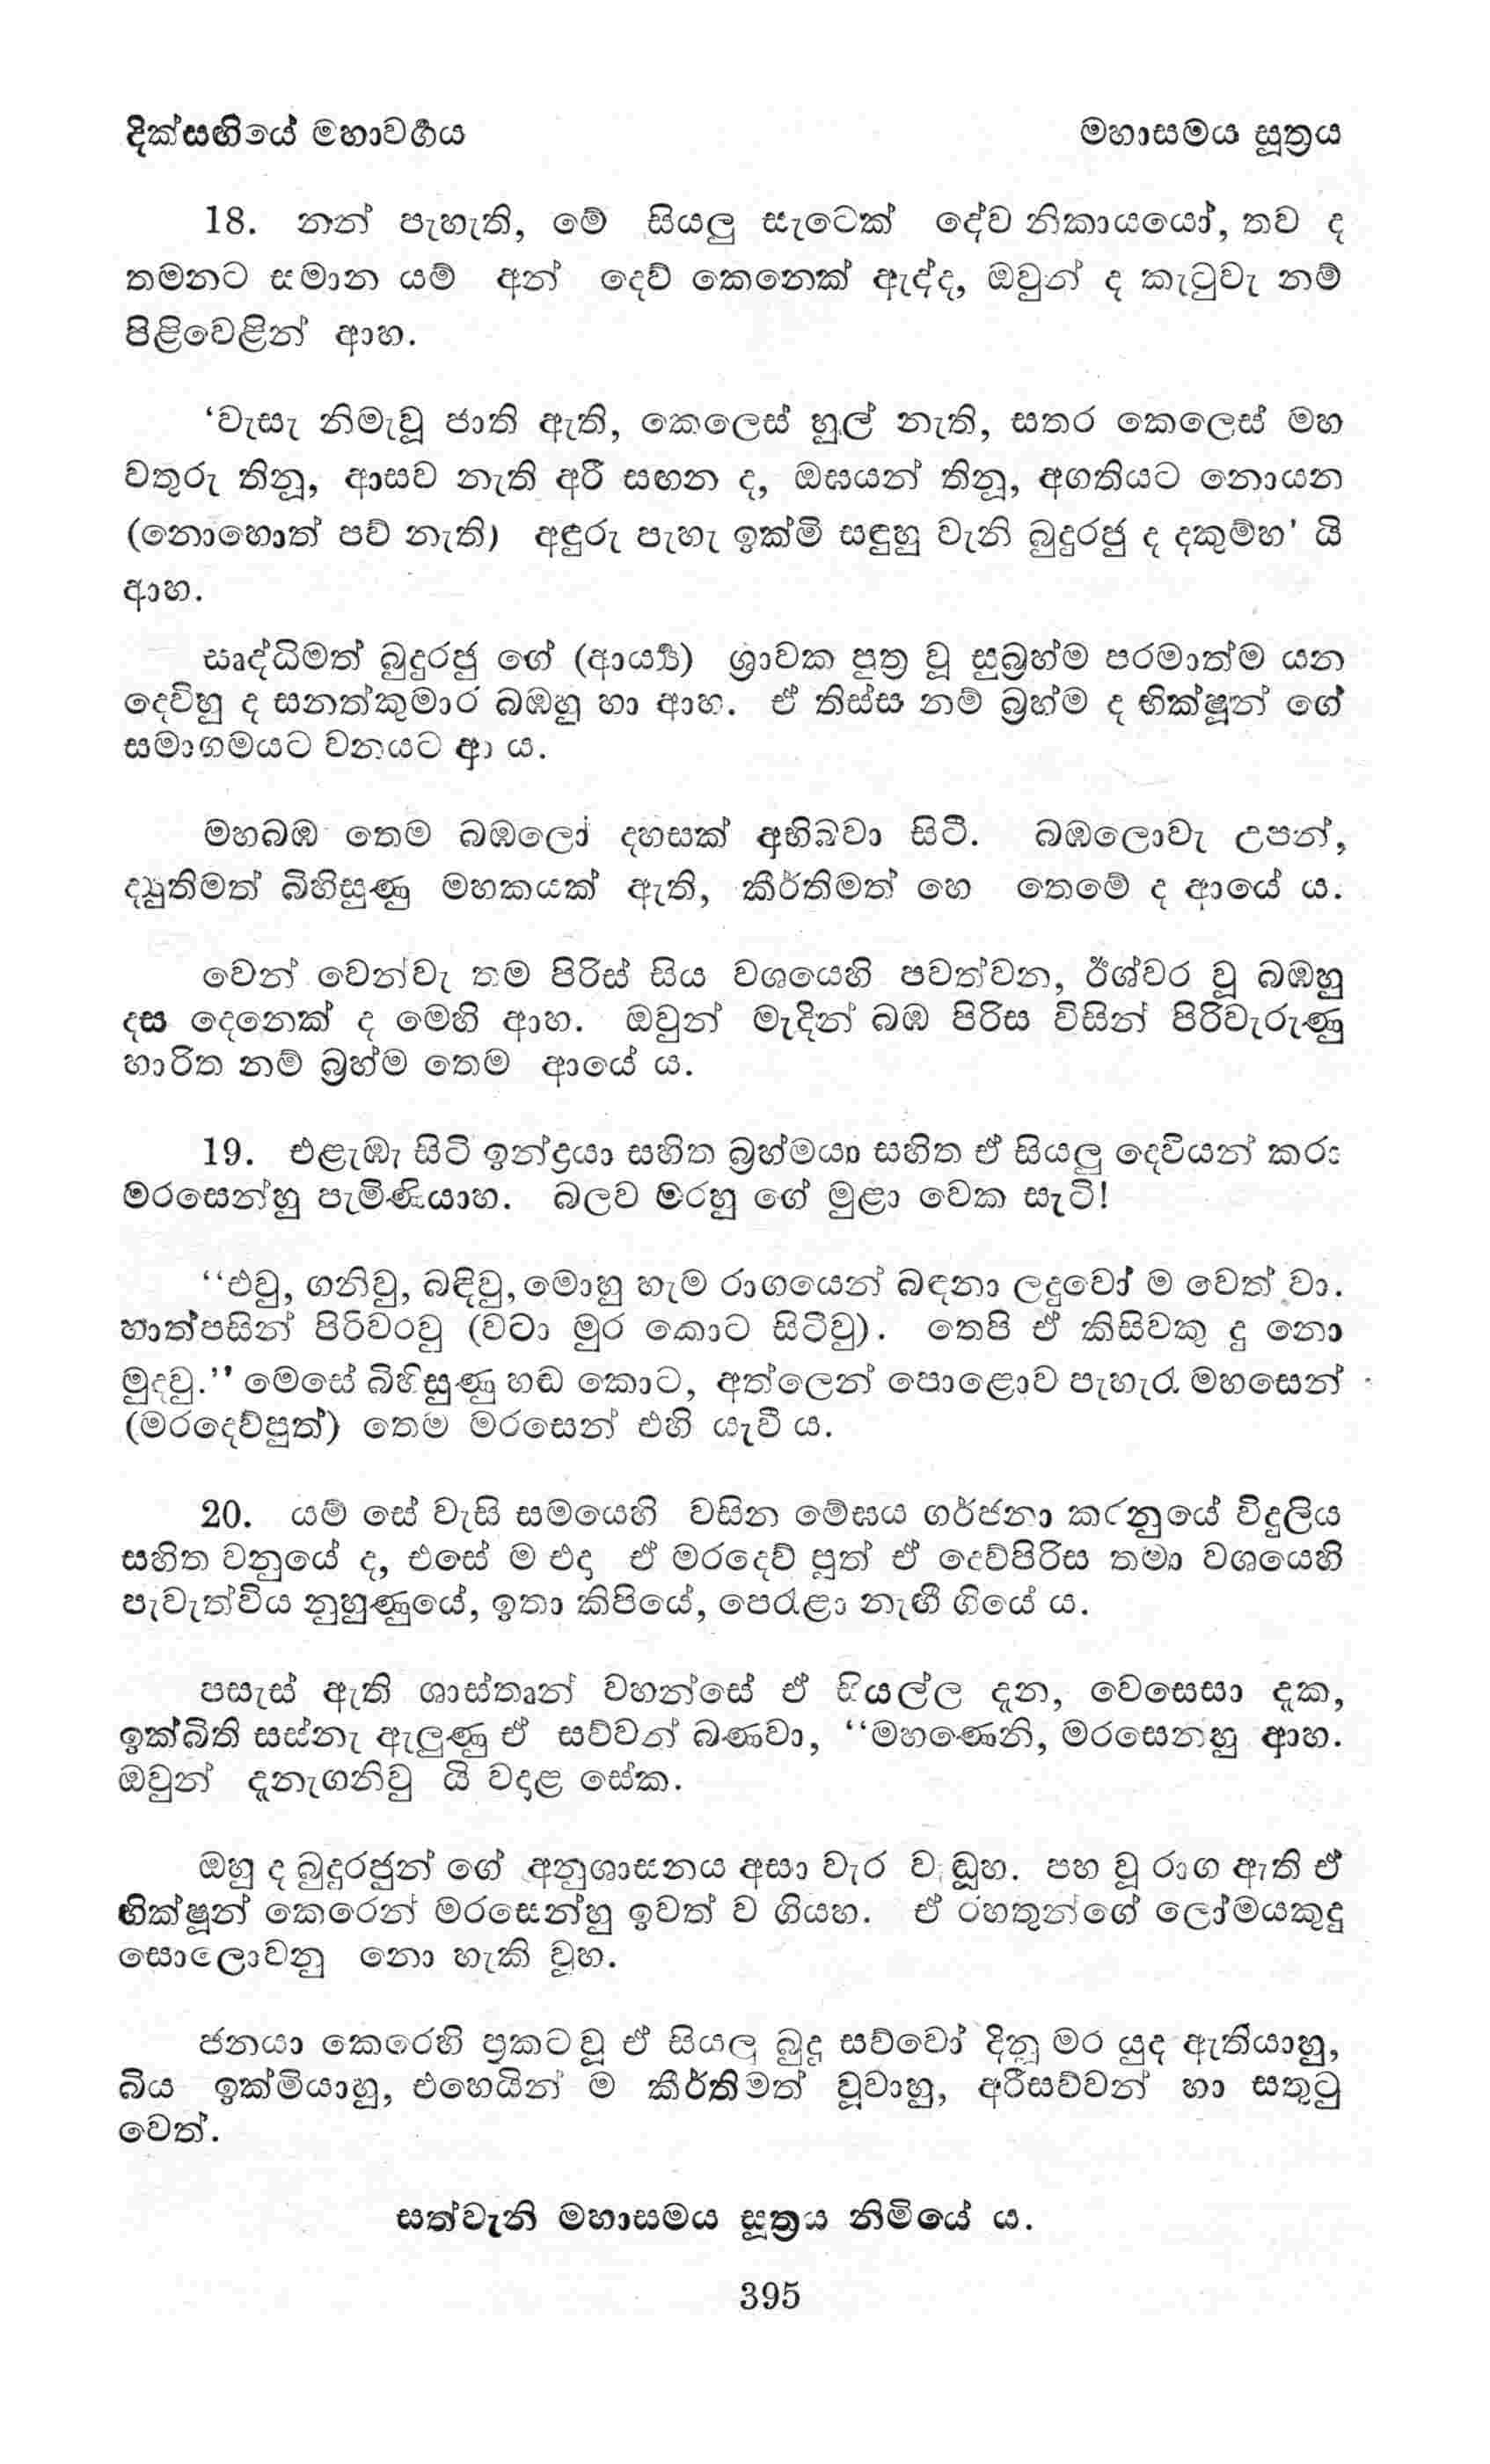 දික්සඟියේ මහාවර්‍ගය
මහාසමය සූත්‍රය
18. නන් පැහැති, මේ සියලු සැටෙක් දේව නිකායයෝ, තව ද
තමනට සමාන යම් අන් දෙව් කෙනෙක් ඇද්ද, ඔවුන් ද කැටුවැ නම්
පිළිවෙළින් ආහ.
‘වැසැ නිමැවූ ජාති ඇති, කෙලෙස් හුල් නැති, සතර කෙලෙස් මහ
වතුරු තිනූ, ආසව නැති අරී සඟන ද, ඔඝයන් තිනූ, අගතියට නොයන
(නොහොත් පව් නැති) අඳුරු පැහැ ඉක්මි සඳුහු වැනි බුදුරජු ද දකුම්හ’ යි
ආහ.
සෘද්ධිමත් බුදුරජු ගේ (ආර්‍ය්‍ය) ශ්‍රාවක පුත්‍ර වූ සුබ්‍රහ්ම පරමාත්ම යන
දෙවිහු ද සනත්කුමාර බඹහු හා ආහ. ඒ තිස්ස නම් බ්‍රහ්ම ද භික්ෂූන් ගේ
සමාගමයට වනයට ආ ය.
මහබඹ තෙම බඹලෝ දහසක් අභිබවා සිටී. බඹලොවැ උපන්,
ද්‍යුතිමත් බිහිසුණු මහකයක් ඇති, කීර්තිමත් හෙ තෙමේ ද ආයේ ය.
වෙන් වෙන්වැ තම පිරිස් සිය වශයෙහි පවත්වන, ඊශ්වර වූ බඹහු
දස දෙනෙක් ද මෙහි ආහ. ඔවුන් මැදින් බඹ පිරිස විසින් පිරිවැරුණු
හාරිත නම් බ්‍රහ්ම තෙම ආයේ ය.
19. එළැඹැ සිටි ඉන්ද්‍රයා සහිත බ්‍රහ්මයා සහිත ඒ සියලු දෙවියන් කරා
මරසෙන්හු පැමිණියාහ. බලව මරහු ගේ මුළා වෙක සැටි!
“එවු, ගනිවු, බඳිවු, මොහු හැම රාගයෙන් බඳනා ලදුවෝ ම වෙත් වා.
හාත්පසින් පිරිවරවු (වටා මුර කොට සිටිවු). තෙපි ඒ කිසිවකු දු නො
මුදවු.” මෙසේ බිහිසුණු හඬ කොට, අත්ලෙන් පොළොව පැහැර මහසෙන්
(මරදෙව්පුත්) තෙම මරසෙන් එහි යැවී ය.
20. යම් සේ වැසි සමයෙහි වසින මේඝය ගර්ජනා කරනුයේ විදුලිය
සහිත වනුයේ ද, එසේ ම එදා ඒ මරදෙව් පුත් ඒ දෙව්පිරිස තමා වශයෙහි
පැවැත්විය නුහුණුයේ, ඉතා කිපියේ, පෙරළා නැඟී ගියේ ය.
පසැස් ඇති ශාස්තෘන් වහන්සේ ඒ සියල්ල දැන, වෙසෙසා දැක,
ඉක්බිති සස්නැ ඇලුණු ඒ සව්වන් බණවා, “මහණෙනි, මරසෙනහු ආහ.
ඔවුන් දැනැගනිවු යි වදාළ සේක.
ඔහු ද බුදුරජුන් ගේ අනුශාසනය අසා වැර වැඩූහ. පහ වූ රාග ඇති ඒ
භික්ෂූන් කෙරෙන් මරසෙන්හු ඉවත් ව ගියහ. ඒ රහතුන්ගේ ලෝමයකුදු
සොලොවනු නො හැකි වූහ.
ජනයා කෙරෙහි ප්‍රකට වූ ඒ සියලු බුදු සව්වෝ දිනූ මර යුද ඇතියාහු,
බිය ඉක්මියාහු, එහෙයින් ම කීර්තිමත් වූවාහු, අරිසව්වන් හා සතුටු
වෙත්.
සත්වැනි මහාසමය සූත්‍රය නිමියේ ය.
395